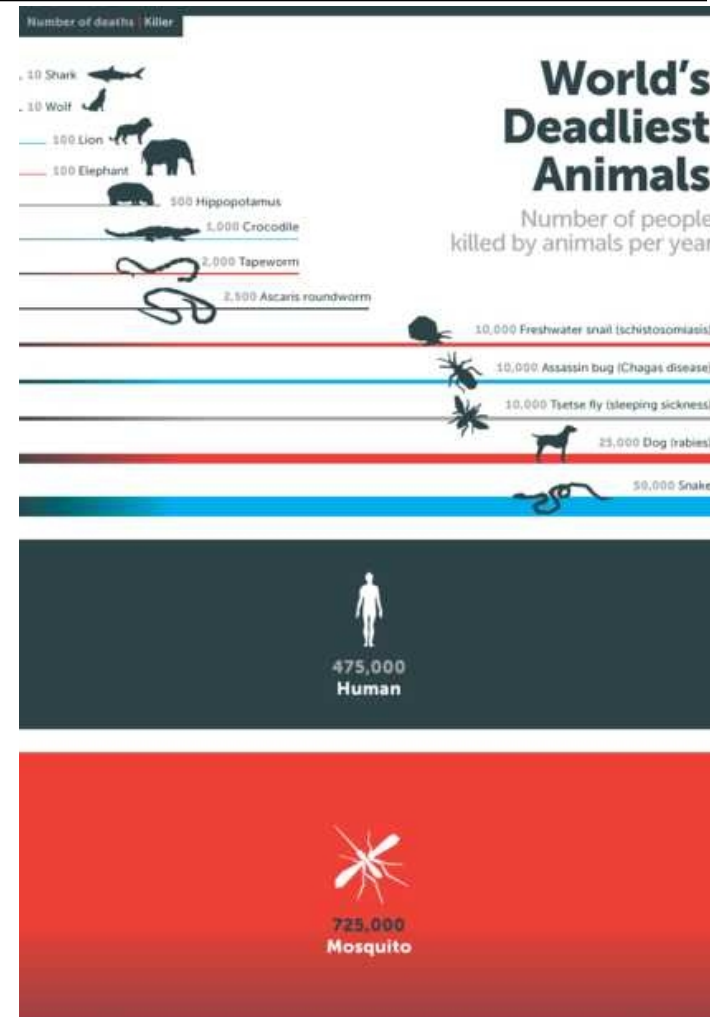 Number of deaths | Killer
World's
Deadliest
Animals
Number of people
killed by animals per year
10 Shark
10 Wolf
100 Lion
100 Elephant
500 Hippopotamus
1,000 Crocodile
2,000 Tapeworm
2,500 Ascaris roundworm
10,000 Freshwater snail (schistosomiasis)
10,000 Assassin bug (Chagas disease)
10,000 Tsetse fly (sleeping sickness)
25,000 Dog (rabies)
50,000 Snake
475,000
Human
725,000
Mosquito